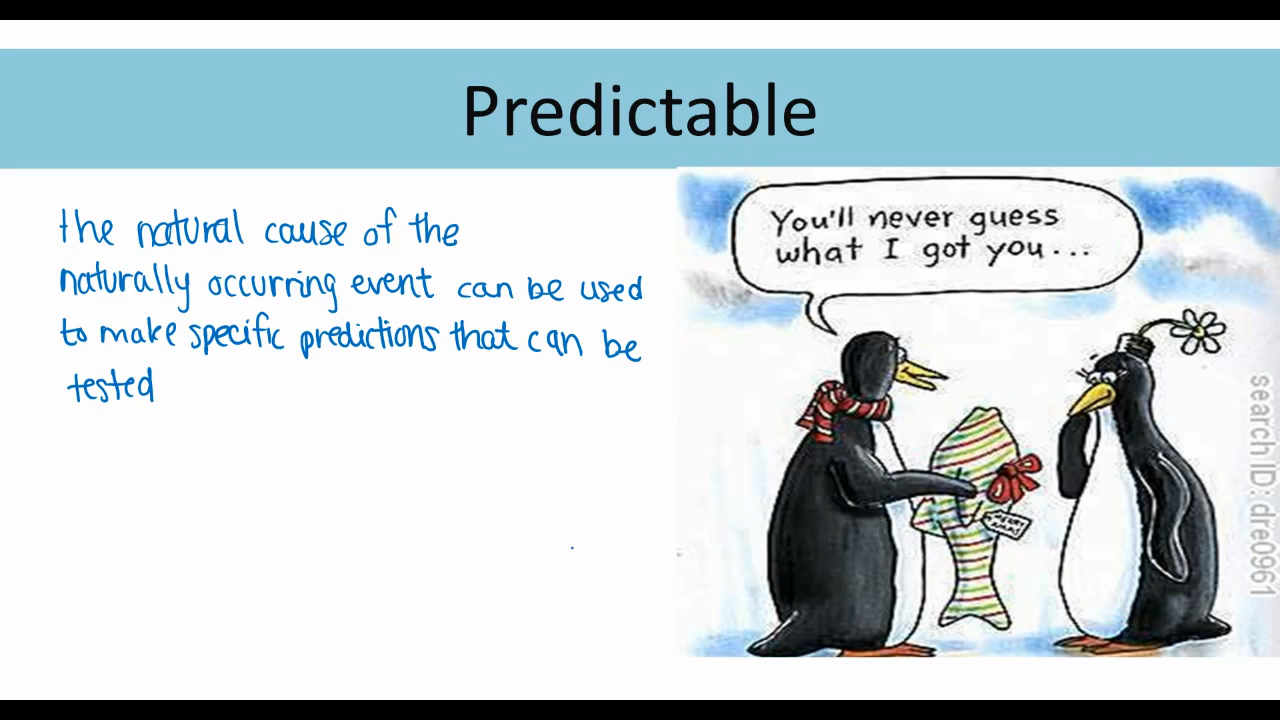 Predictable
the natural cause of the
naturally occurring event can be used
to make specific predictions that can be
tested
You'll never guess
what I got you...
search ID: dre0961